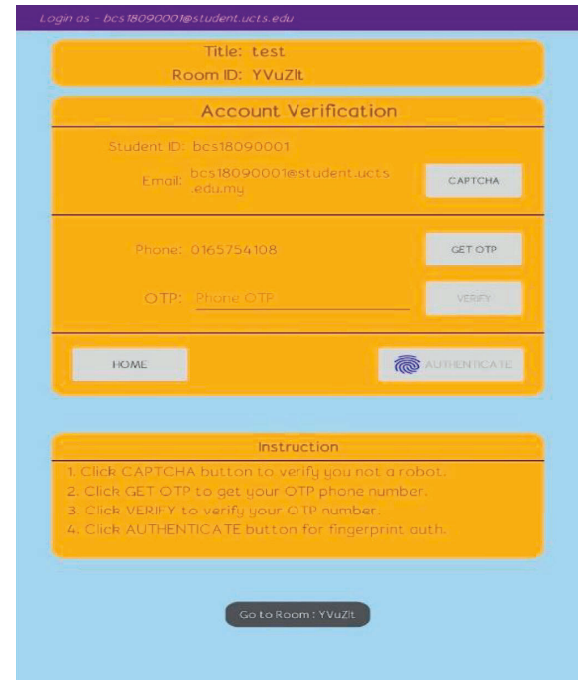 Login as - bcs18090001@student.ucts.edu
Title: test
Room ID: YVuZlt
Account Verification
Student ID: bcs18090001
Email: bcs18090001@student.ucts
.edu.my
CAPTCHA
Phone: 0165754108
GET OTP
OTP: Phone OTP
VERIFY
HOME
AUTHENTICATE
Instruction
1. Click CAPTCHA button to verify you not a robot.
2. Click GET OTP to get your OTP phone number.
3. Click VERIFY to verify your OTP number.
4. Click AUTHENTICATE button for fingerprint auth.
Go to Room : YVuZlt